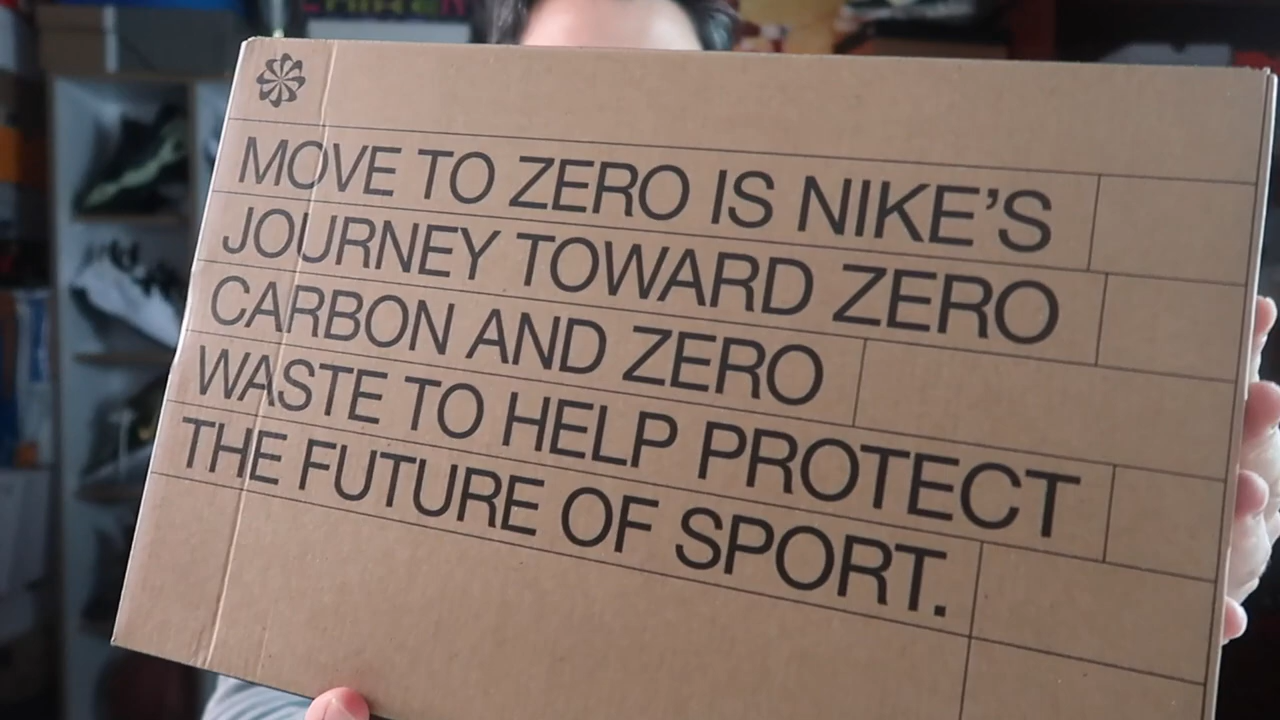 MOVE TO ZERO IS NIKE'S
JOURNEY TOWARD ZERO
CARBON AND ZERO
WASTE TO HELP PROTECT
THE FUTURE OF SPORT.